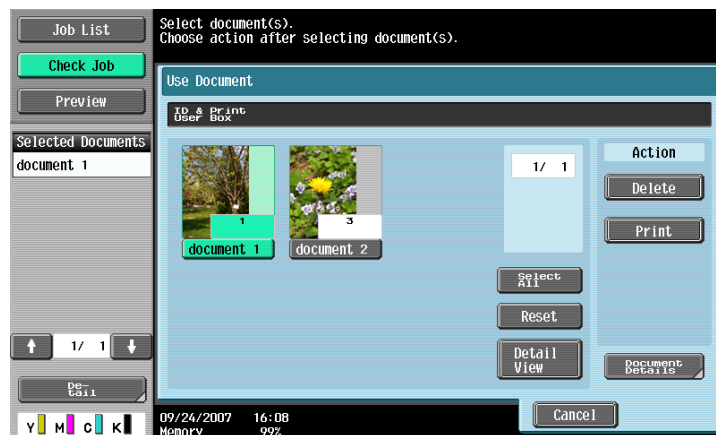 Job List
Check Job
Preview
Selected Documents
document 1
1/ 1
De-
tail
Y M C K
Select document(s).
Choose action after selecting document(s).
Use Document
ID & Print
User Box
1
document 1
3
document 2
1/ 1
Select
All
Reset
Detail
View
Action
Delete
Print
Document
Details
Cancel
09/24/2007 16:08
Memory 99%